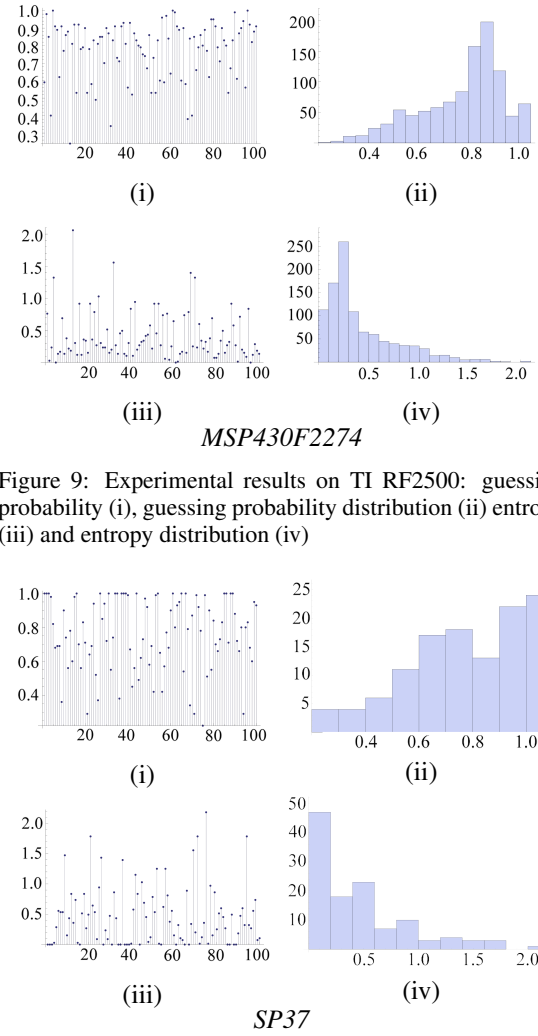 1.0
0.9
0.8
0.7
0.6
0.5
0.4
0.3
20 40 60 80 100
(i)
200
150
100
50
0.4 0.6 0.8 1.0
(ii)
2.0
1.5
1.0
0.5
20 40 60 80 100
(iii)
250
200
150
100
50
0.5 1.0 1.5 2.0
(iv)
MSP430F2274
Figure 9: Experimental results on TI RF2500: guessi
probability (i), guessing probability distribution (ii) entro
(iii) and entropy distribution (iv)
1.0
0.8
0.6
0.4
20 40 60 80 100
(i)
25
20
15
10
5
0.4 0.6 0.8 1.0
(ii)
2.0
1.5
1.0
0.5
20 40 60 80 100
(iii)
50
40
30
20
10
0.5 1.0 1.5 2.0
(iv)
SP37